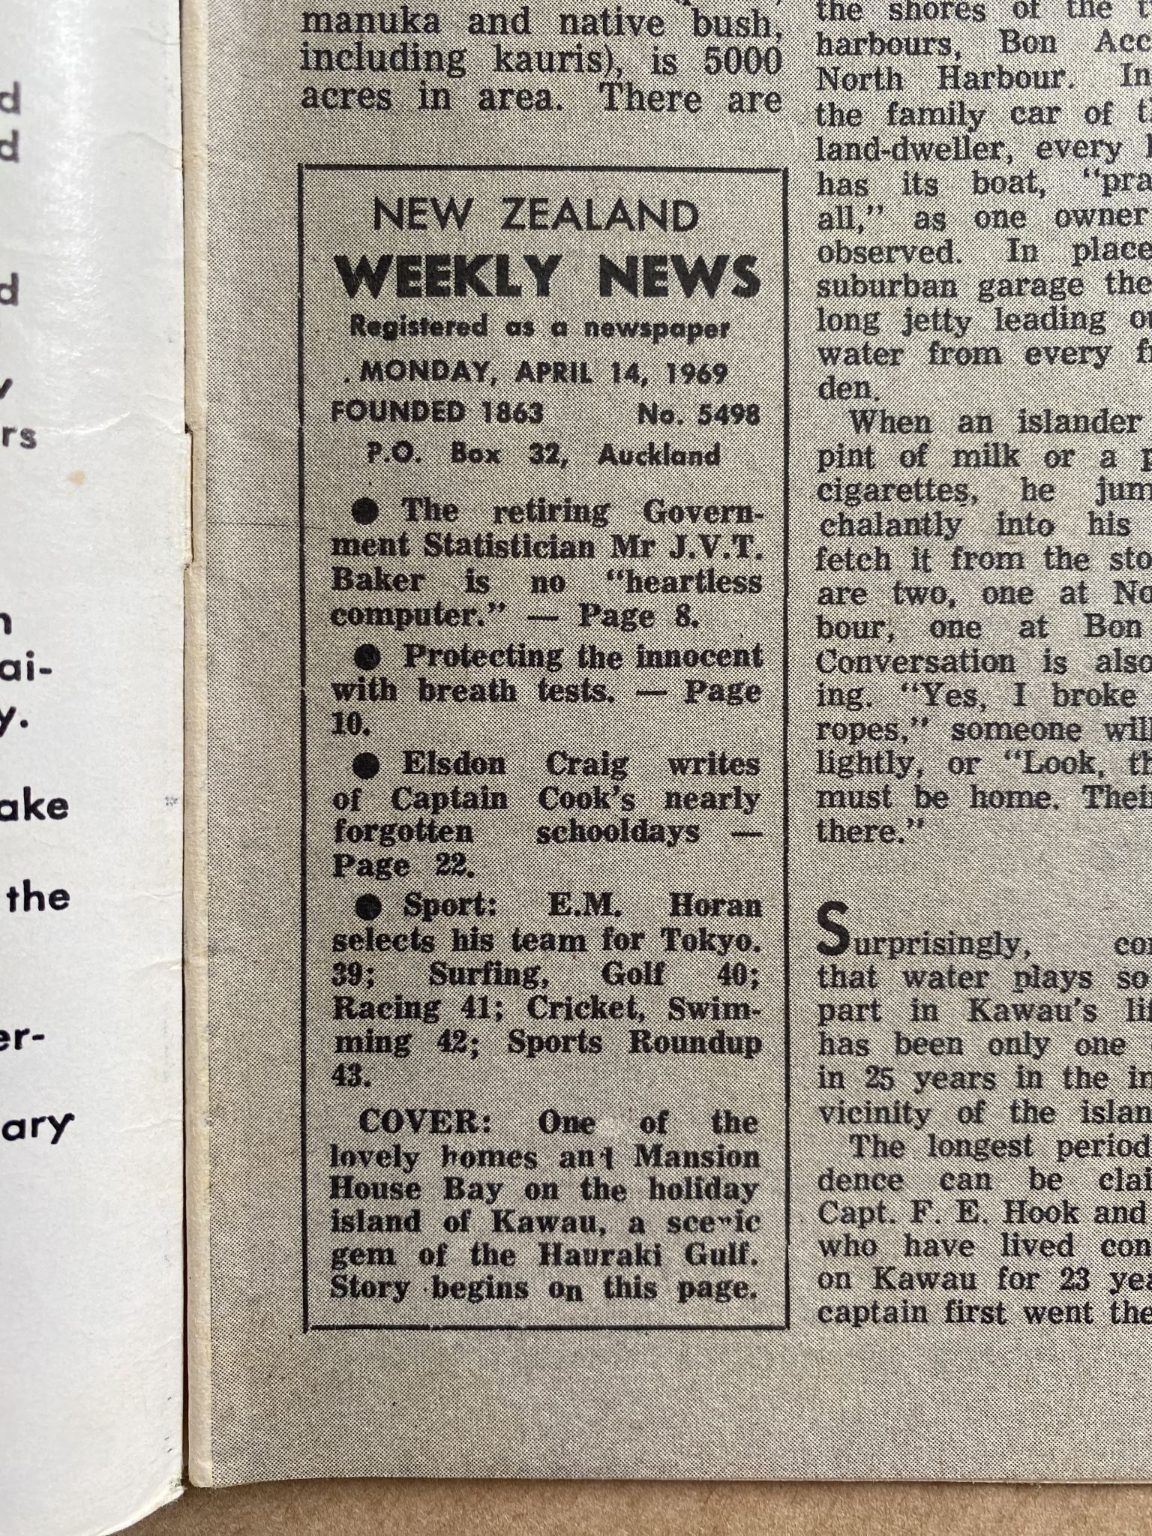 d
d
d
rs
ai-
y.
ake
the
er-
ary
manuka and native bush,
including kauris), is 5000
acres in area. There are
NEW ZEALAND
WEEKLY NEWS
Registered as a newspaper
MONDAY, APRIL 14, 1969
FOUNDED 1863 No. 5498
P.O. Box 32, Auckland
● The retiring Govern-
ment Statistician Mr J.V.T.
Baker is no "heartless
computer." — Page 8.
● Protecting the innocent
with breath tests. — Page
10.
● Elsdon Craig writes
of Captain Cook's nearly
forgotten schooldays —
Page 22.
● Sport: E.M. Horan
selects his team for Tokyo.
39; Surfing, Golf 40;
Racing 41; Cricket, Swim-
ming 42; Sports Roundup
43.
COVER: One of the
lovely homes and Mansion
House Bay on the holiday
island of Kawau, a scenic
gem of the Hauraki Gulf.
Story begins on this page.
the shores of the t
harbours, Bon Acc
North Harbour. In
the family car of t
land-dweller, every
has its boat, "pra
all," as one owner
observed. In place
suburban garage the
long jetty leading o
water from every f
den.
When an islander
pint of milk or a p
cigarettes, he jum
chalantly into his
fetch it from the sto
are two, one at No
bour, one at Bon
Conversation is also
ing. "Yes, I broke
ropes," someone will
lightly, or "Look, th
must be home. Their
there."
Surprisingly, co
that water plays so
part in Kawau's li
has been only one
in 25 years in the i
vicinity of the islan
The longest period
dence can be clai
Capt. F. E. Hook and
who have lived con
on Kawau for 23 yea
captain first went the